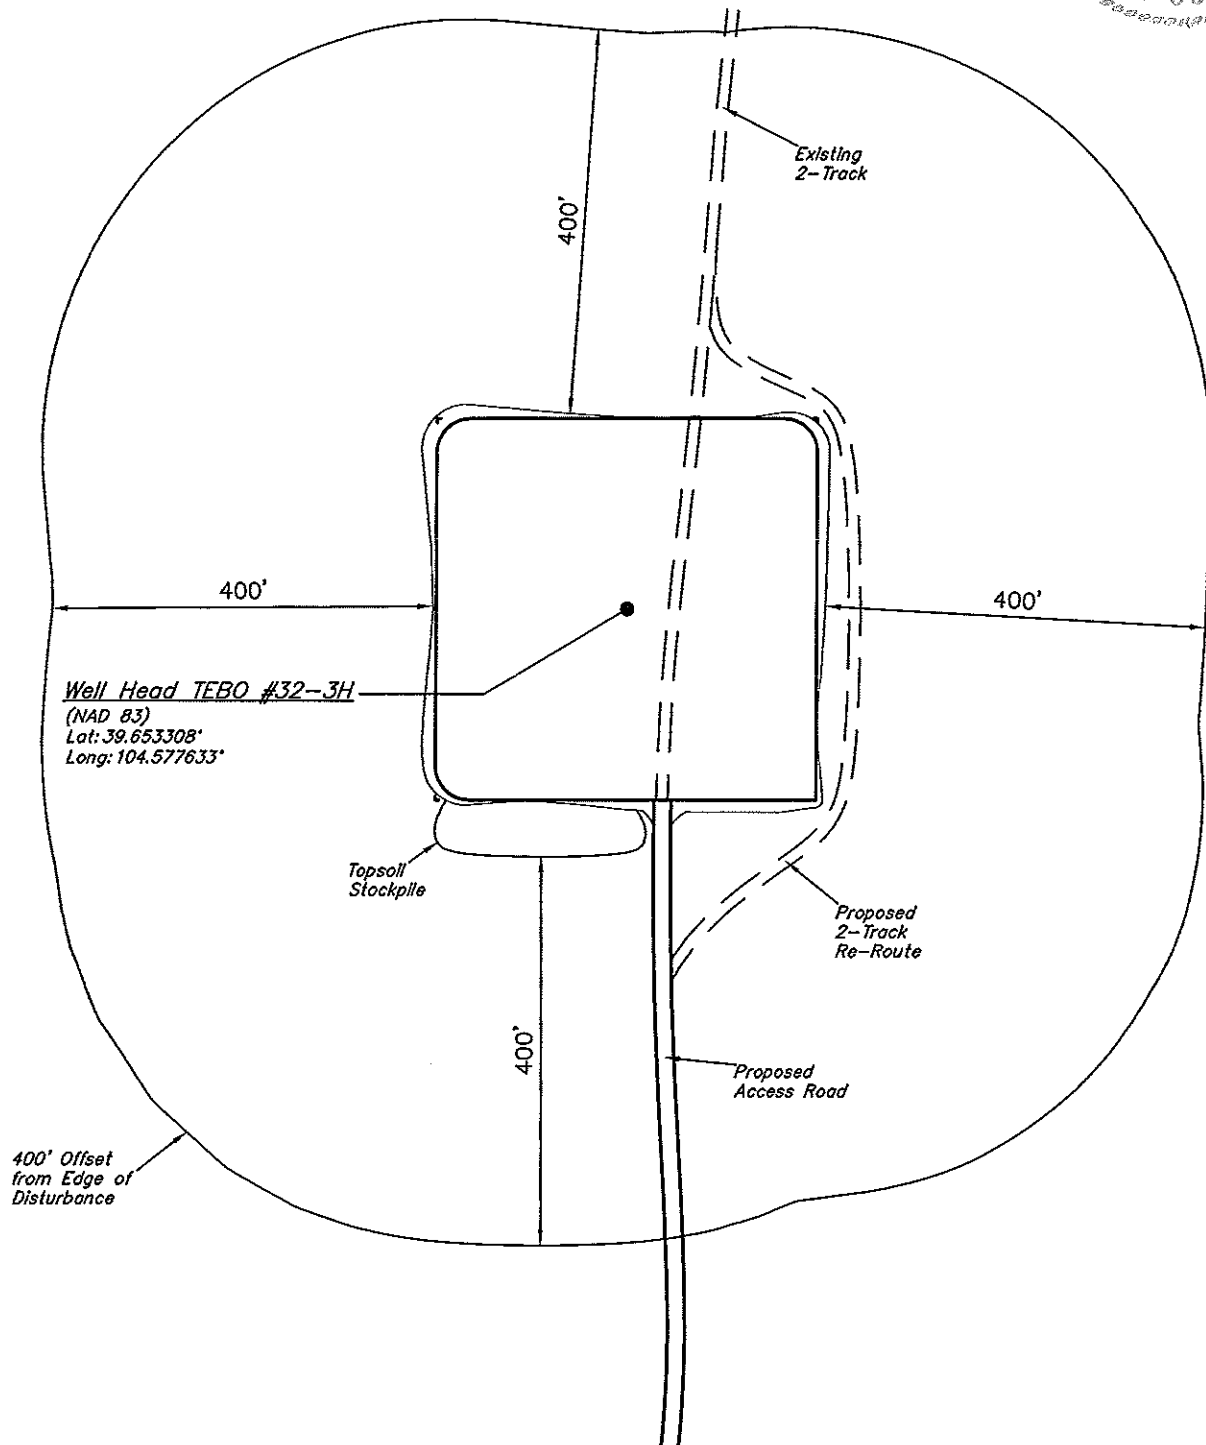 Existing
2-Track
400'
400'
400'
Well Head TEBO #32-3H
(NAD 83)
Lat: 39.653308°
Long: 104.577633°
Topsoil
Stockpile
Proposed
2-Track
Re-Route
400'
Proposed
Access Road
400' Offset
from Edge of
Disturbance